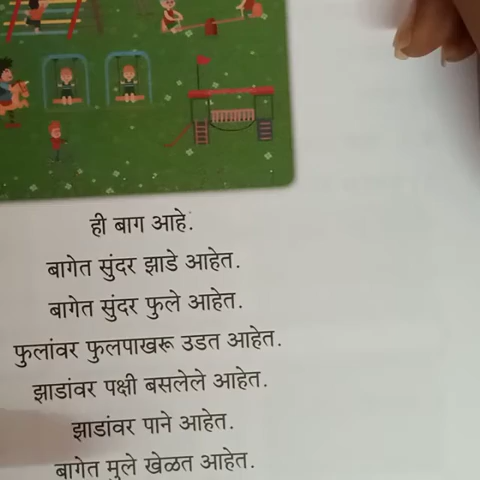 ही बाग आहे.
बागेत सुंदर झाडे आहेत.
बागेत सुंदर फुले आहेत.
फुलांवर फुलपाखरू उडत आहेत.
झाडांवर पक्षी बसलेले आहेत.
झाडांवर पाने आहेत.
बागेत मुले खेळत आहेत.